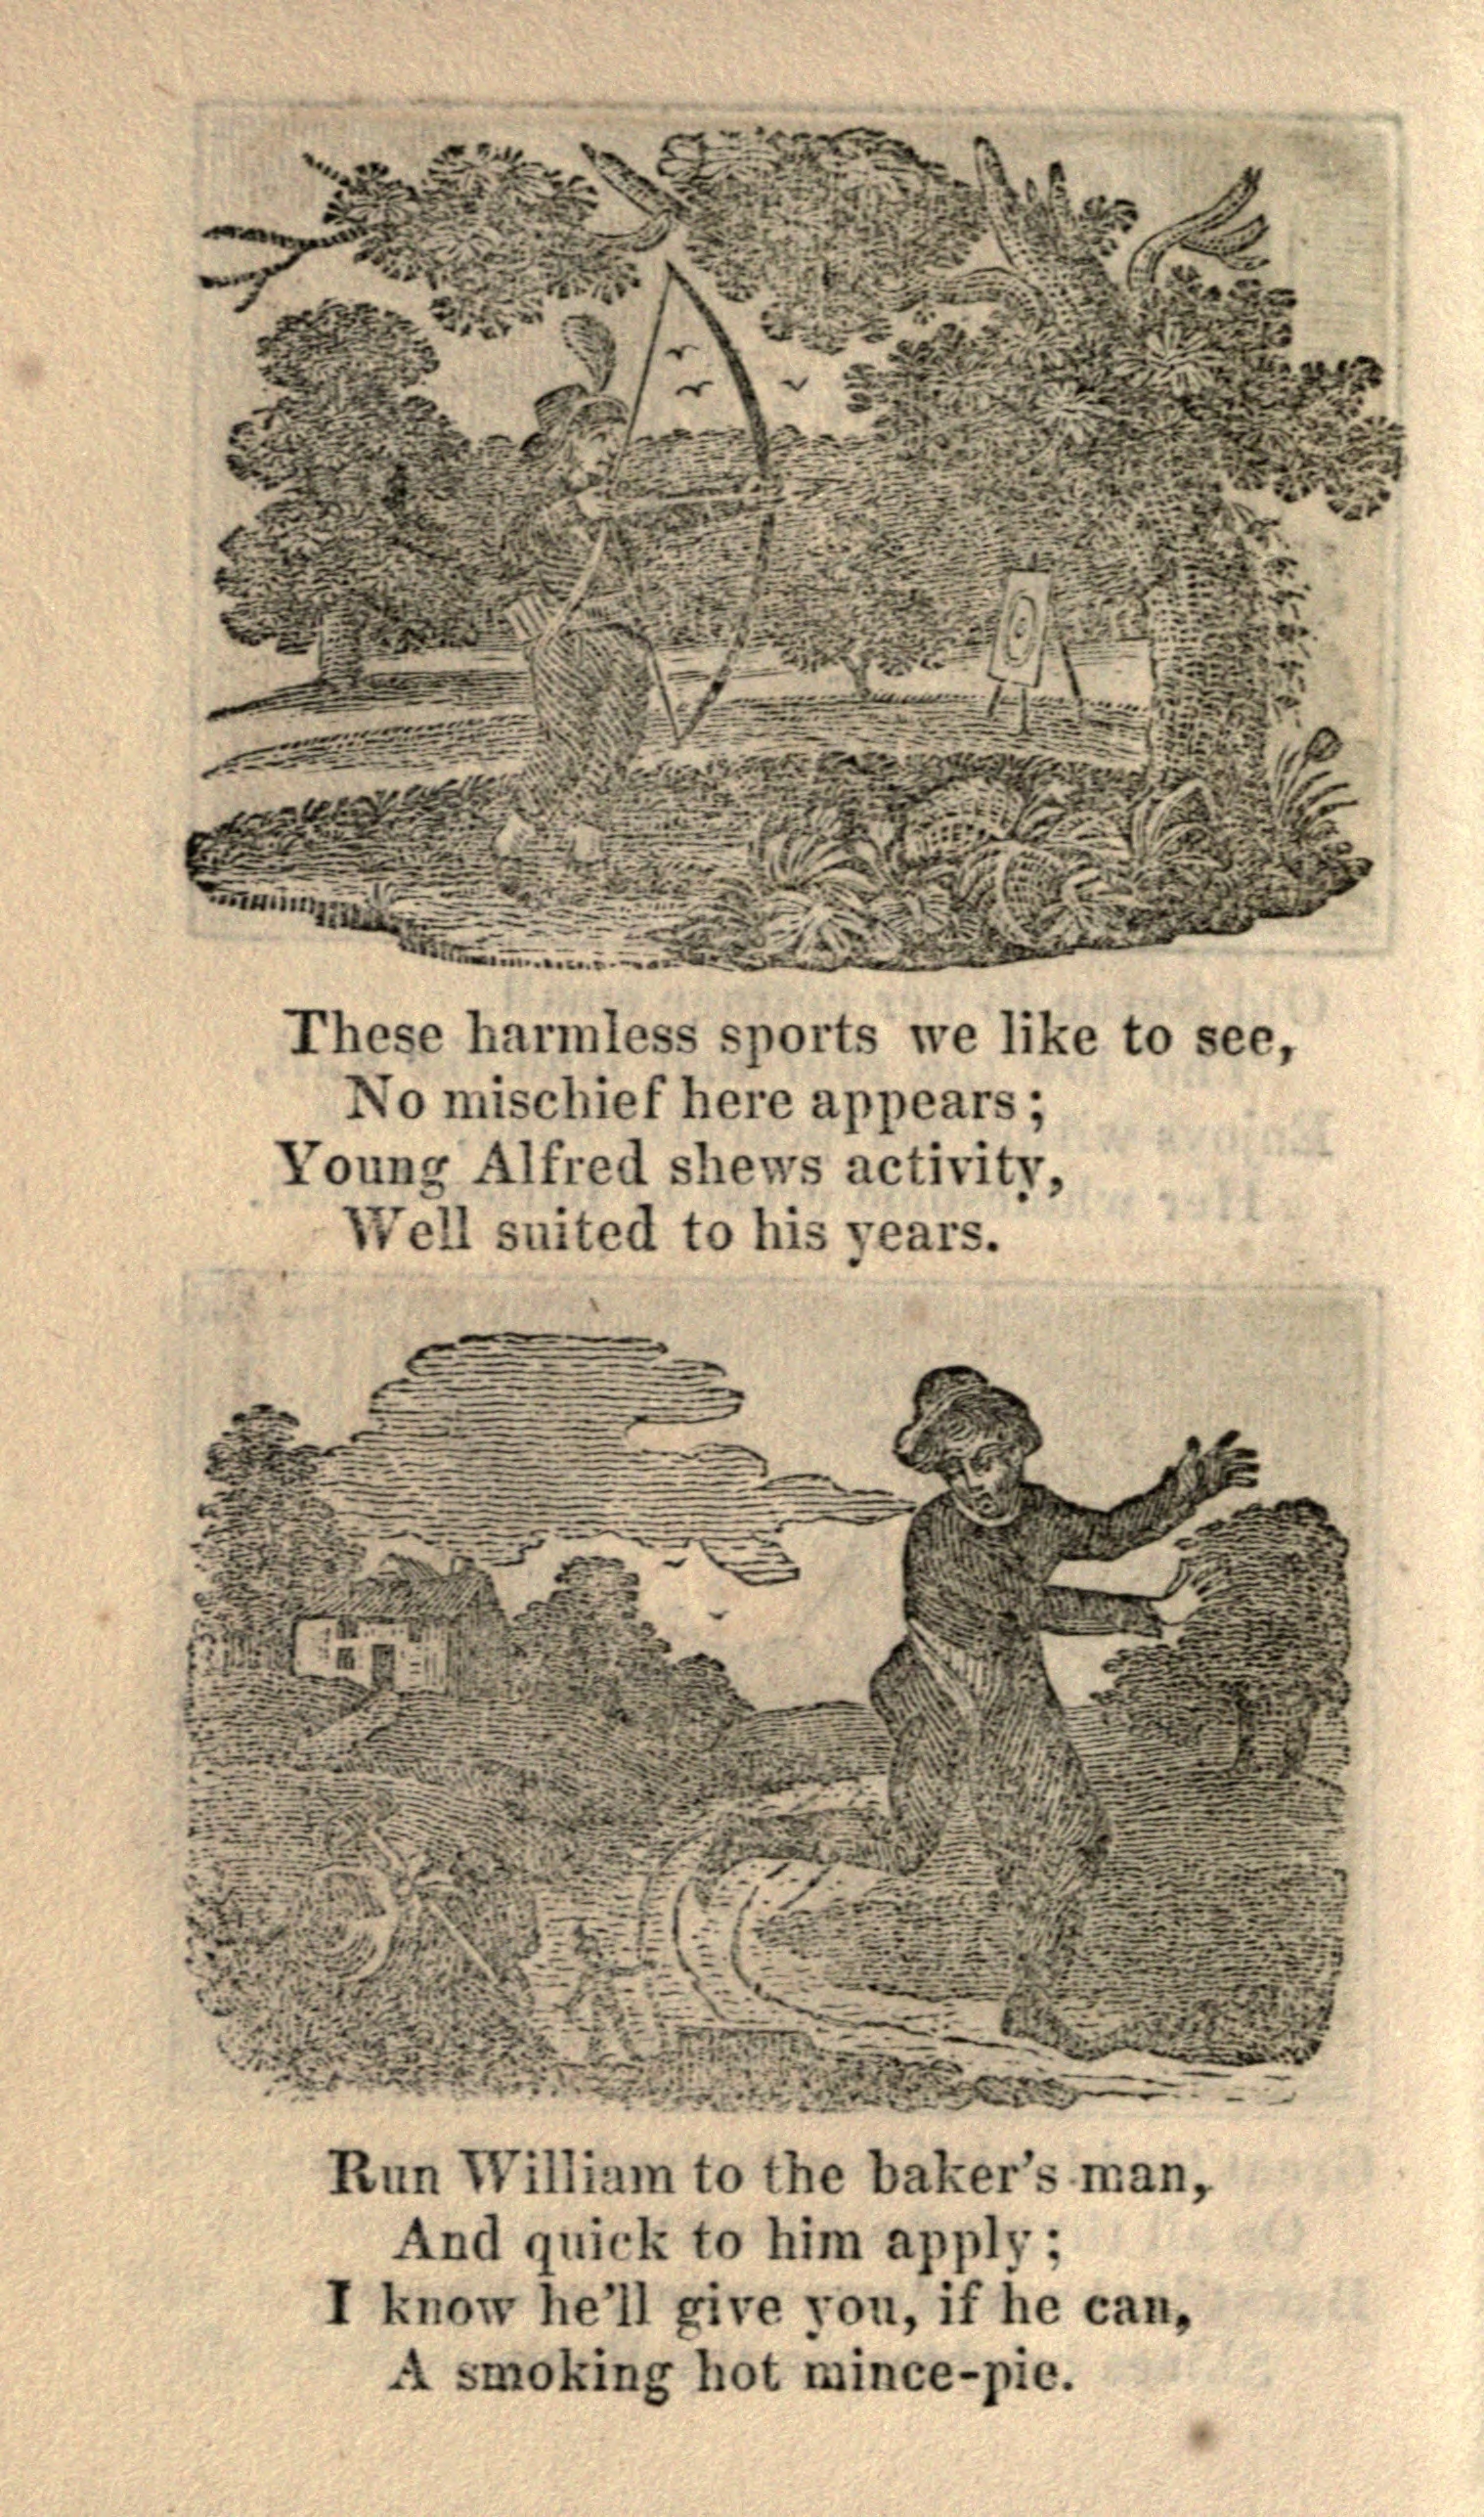 These harmless sports we like to see,
No mischief here appears;
Young Alfred shews activity,
Well suited to his years.
Run William to the baker's man,
And quick to him apply;
I know he'll give you, if he can,
A smoking hot mince-pie.